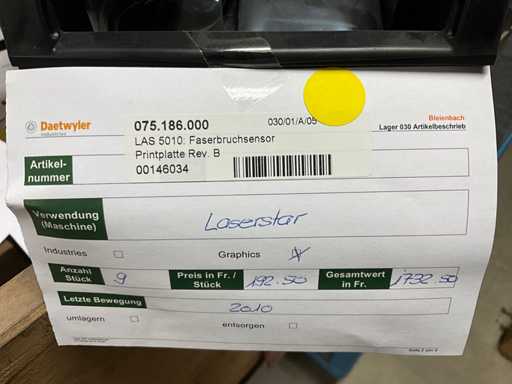 Daetwyler
Industries
075.186.000 030/01/A/05
LAS 5010: Faserbruchsensor
Printplatte Rev. B
00146034
Bleienbach
Lager 030 Artikelbeschrieb
Artikel-
nummer
Verwendung
(Maschine)
Laserstar
Industries Graphics
Anzahl
Stück
9
Preis in Fr. /
Stück
192.50
Gesamtwert
in Fr.
1732.50
Letzte Bewegung
2010
umlagern entsorgen